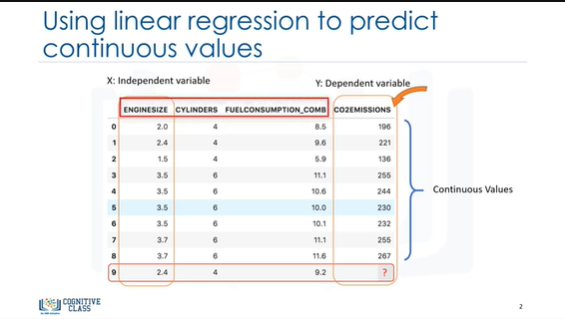 Using linear regression to predict
continuous values
X: Independent variable
Y: Dependent variable
ENGINESIZE CYLINDERS FUELCONSUMPTION_COMB CO2EMISSIONS
0 2.0 4 8.5 196
1 2.4 4 9.6 221
2 1.5 4 5.9 136
3 3.5 6 11.1 255
4 3.5 6 10.6 244
5 3.5 6 10.0 230
6 3.5 6 10.1 232
7 3.7 6 11.1 255
8 3.7 6 11.6 267
9 2.4 4 9.2 ?
Continuous Values
COGNITIVE
CLASS
2